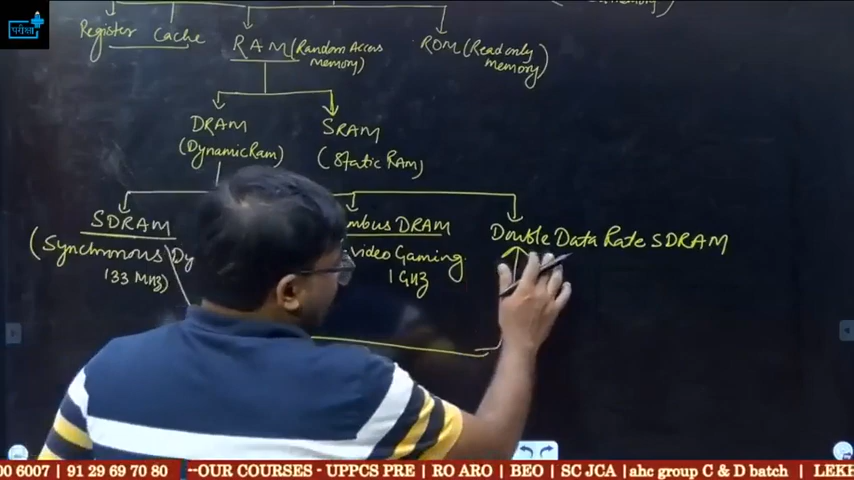 परीक्षा
Register
Cache
RAM (Random Access
memory)
ROM (Read only
memory)
DRAM
(Dynamic Ram)
SRAM
(Static RAM)
SDRAM
(Synchronous Dy
133 MHz)
mbus DRAM
video Gaming
1 GHz
Double Data Rate SDRAM
00 6007 | 91 29 69 70 80 --OUR COURSES - UPPCS PRE | RO ARO | BEO | SC JCA | ahc group C & D batch | LEKH